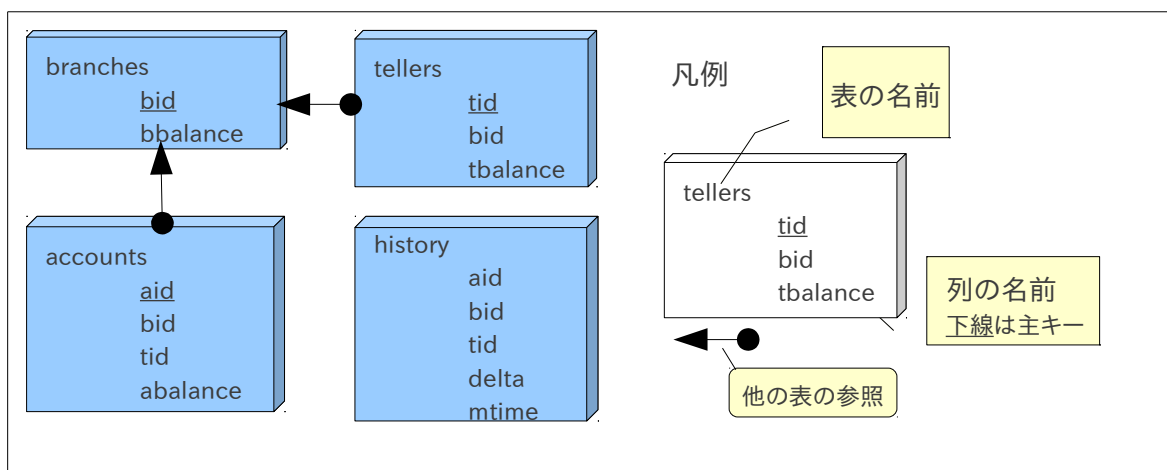 branches
bid
bbalance
tellers
tid
bid
tbalance
accounts
aid
bid
tid
abalance
history
aid
bid
tid
delta
mtime
凡例
表の名前
tellers
tid
bid
tbalance
列の名前
下線は主キー
他の表の参照